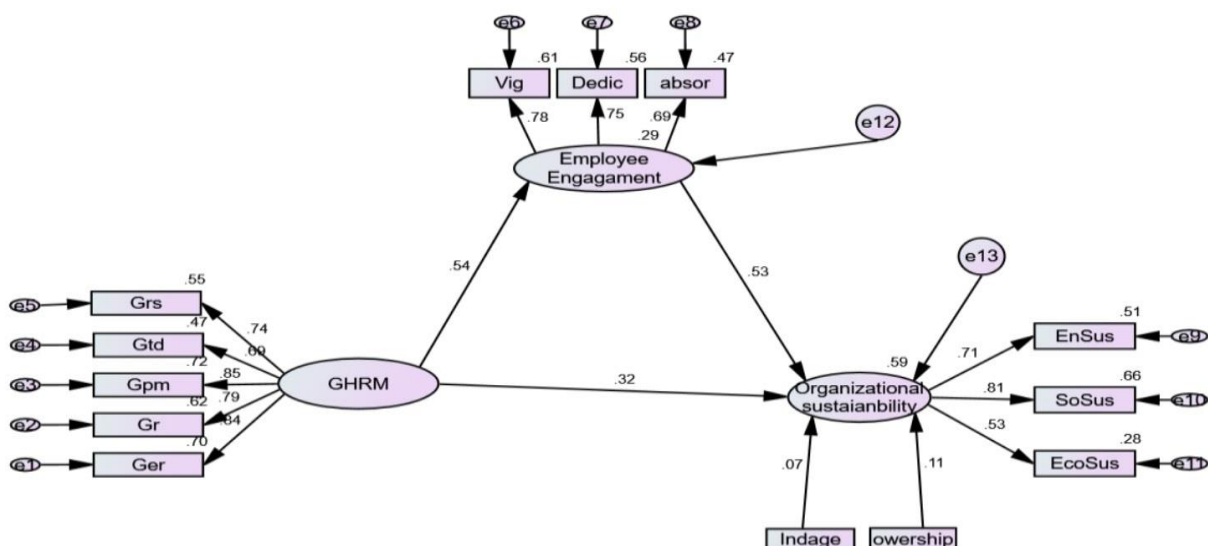 e6 e7 e8
.61 .56 .47
Vig Dedic absor
.78 .75 .69
.29
e12
Employee
Engagament
.54
.53
e13
.55
e5 Grs
.74
.47
e4 Gtd
.69
.72
e3 Gpm
.85
.62
e2 Gr
.79
.84
.70
e1 Ger
GHRM
.32
.59
Organizational
sustaianbility
.71
.51
EnSus e9
.81
.66
SoSus e10
.53
.28
EcoSus e11
.07
.11
Indage owership